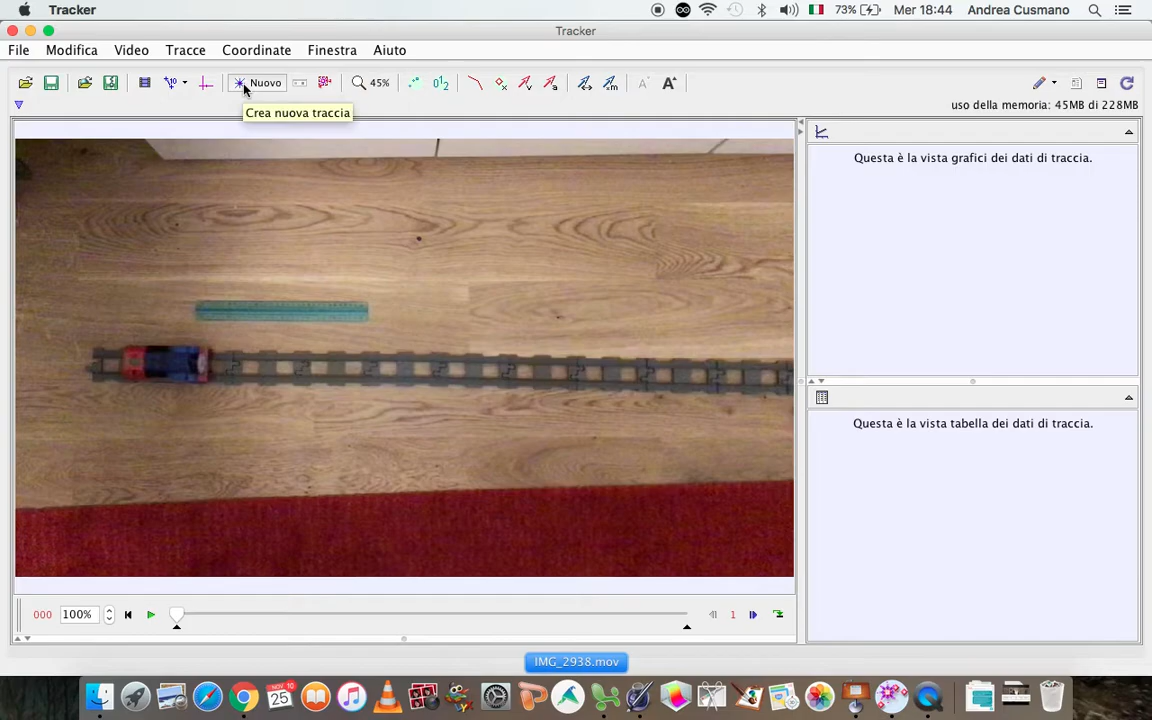 Tracker
73%
Mer 18:44
Andrea Cusmano
Tracker
File
Modifica
Video
Tracce
Coordinate
Finestra
Aiuto
Nuovo
45%
Crea nuova traccia
uso della memoria: 45MB di 228MB
Questa è la vista grafici dei dati di traccia.
Questa è la vista tabella dei dati di traccia.
000
100%
1
IMG_2938.mov
NOV
25